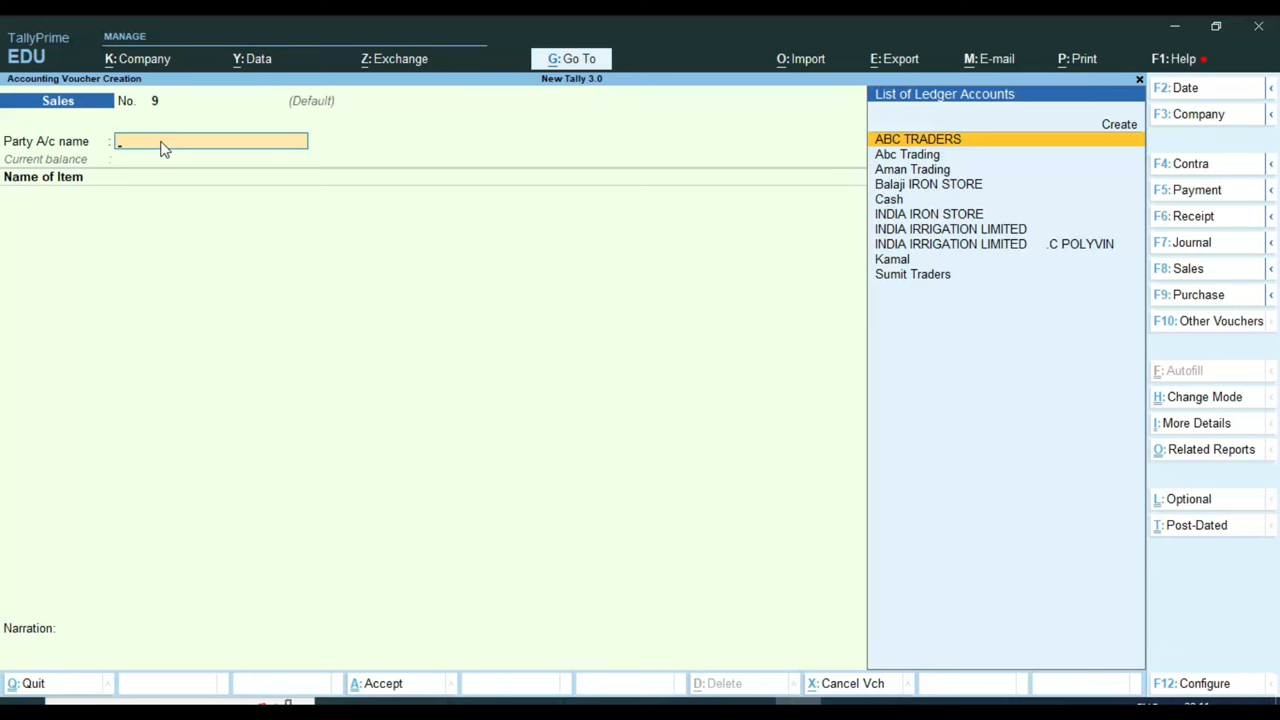 TallyPrime
EDU
MANAGE
K: Company
Y: Data
Z: Exchange
G: Go To
O: Import
E: Export
M: E-mail
P: Print
F1: Help
Accounting Voucher Creation
New Tally 3.0
Sales
No. 9
(Default)
Party A/c name :
Current balance :
Name of Item
Narration:
List of Ledger Accounts
Create
ABC TRADERS
Abc Trading
Aman Trading
Balaji IRON STORE
Cash
INDIA IRON STORE
INDIA IRRIGATION LIMITED
INDIA IRRIGATION LIMITED .C POLYVIN
Kamal
Sumit Traders
F2: Date
F3: Company
F4: Contra
F5: Payment
F6: Receipt
F7: Journal
F8: Sales
F9: Purchase
F10: Other Vouchers
F: Autofill
H: Change Mode
I: More Details
O: Related Reports
L: Optional
T: Post-Dated
Q: Quit
A: Accept
D: Delete
X: Cancel Vch
F12: Configure